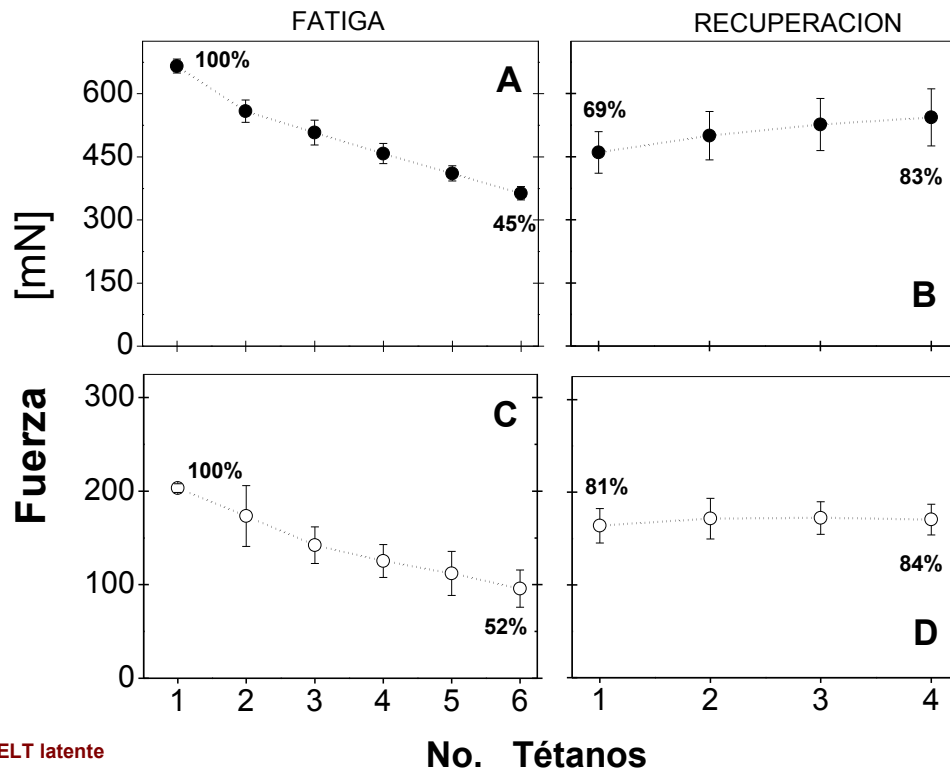 FATIGA
RECUPERACION
100%
A
600
450
300
150
0
45%
69%
83%
B
[mN]
Fuerza
300
200
100
0
100%
C
52%
81%
84%
D
1 2 3 4 5 6
1 2 3 4
ELT latente
No. Tétanos